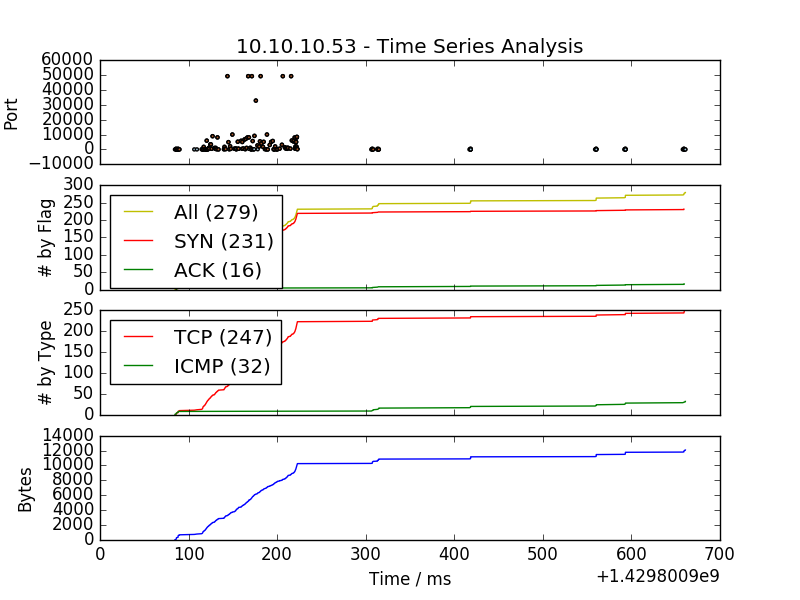 10.10.10.53 - Time Series Analysis
60000
50000
40000
30000
20000
10000
0
−10000
Port
300
250
200
150
100
50
0
# by Flag
All (279)
SYN (231)
ACK (16)
250
200
150
100
50
0
# by Type
TCP (247)
ICMP (32)
14000
12000
10000
8000
6000
4000
2000
0
Bytes
0 100 200 300 400 500 600 700
Time / ms
+1.4298009e9